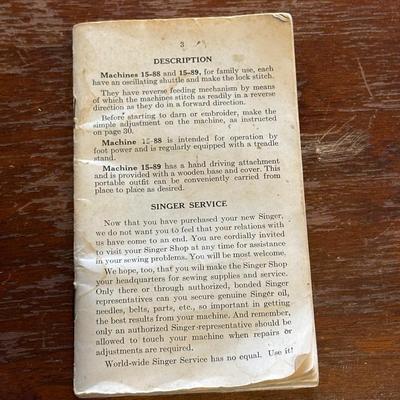 3
DESCRIPTION
Machines 15-88 and 15-89, for family use, each
have an oscillating shuttle and make the lock stitch.
They have reverse feeding mechanism by means
of which the machines stitch as readily in a reverse
direction as they do in a forward direction.
Before starting to darn or embroider, make the
simple adjustment on the machine, as instructed
on page 30.
Machine 15-88 is intended for operation by
foot power and is regularly equipped with a treadle
stand.
Machine 15-89 has a hand driving attachment
and is provided with a wooden base and cover. This
portable outfit can be conveniently carried from
place to place as desired.
SINGER SERVICE
Now that you have purchased your new Singer,
we do not want you to feel that your relations with
us have come to an end. You are cordially invited
to visit your Singer Shop at any time for assistance
in your sewing problems. You will be most welcome.
We hope, too, that you will make the Singer Shop
your headquarters for sewing supplies and service.
Only there or through authorized, bonded Singer
representatives can you secure genuine Singer oil,
needles, belts, parts, etc., so important in getting
the best results from your machine. And remember,
only an authorized Singer representative should be
allowed to touch your machine when repairs or
adjustments are required.
World-wide Singer Service has no equal. Use it!